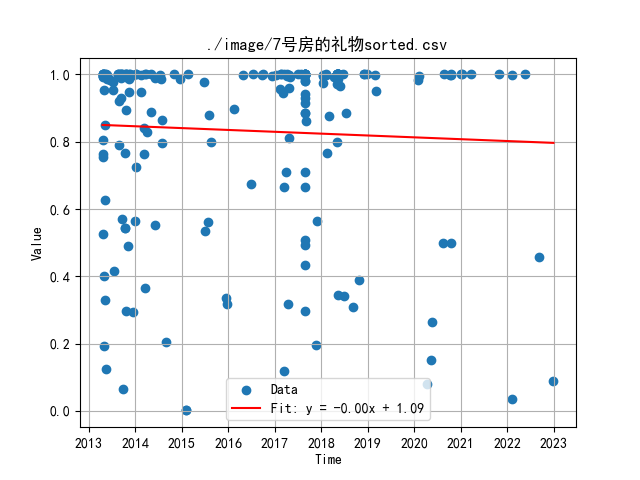 ./image/7号房的礼物sorted.csv
1.0
0.8
0.6
0.4
0.2
0.0
Value
Data
Fit: y = -0.00x + 1.09
2013 2014 2015 2016 2017 2018 2019 2020 2021 2022 2023
Time